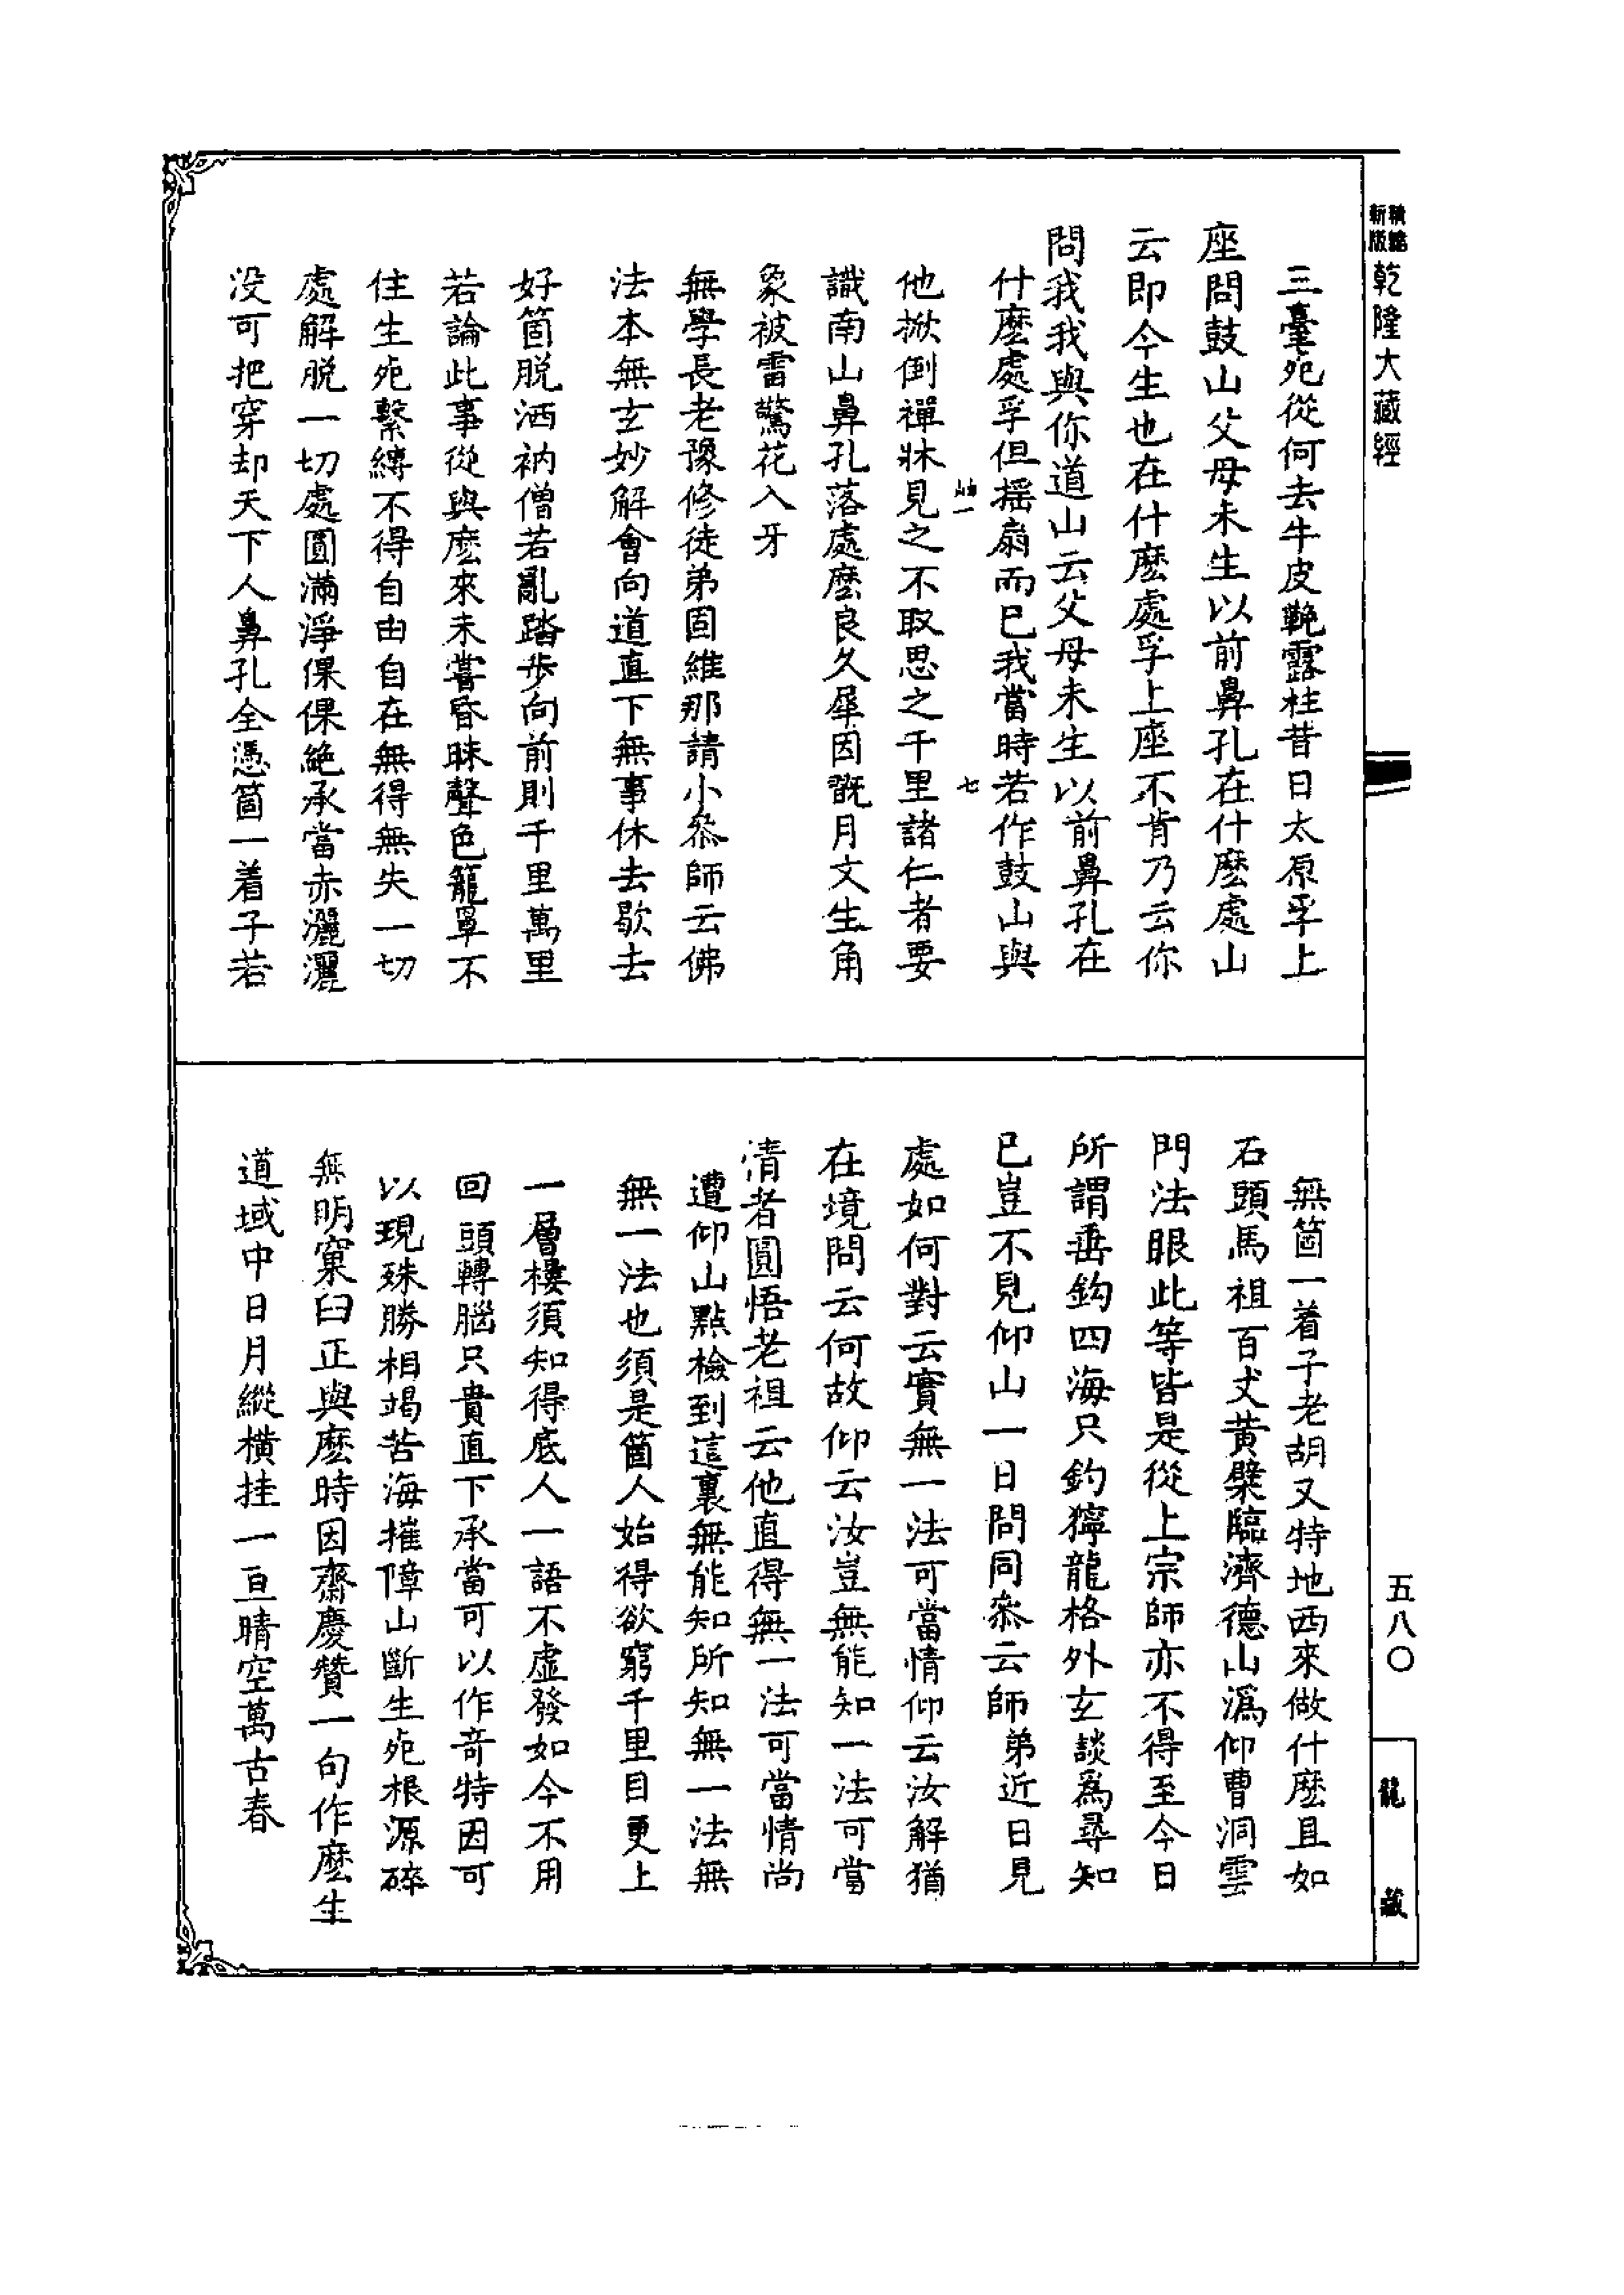 新版
精縮
乾隆大藏經
三臺死從何去牛皮鞔露柱昔日太原孚上
座問鼓山父母未生以前鼻孔在什麽處山
云即今生也在什麽處孚上座不肯乃云你
問我我與你道山云父母未生以前鼻孔在
什麽處孚但摇扇而已我當時若作鼓山與
岫一
七
他掀倒禪牀見之不取思之千里諸仁者要
識南山鼻孔落處麽良久犀因翫月文生角
象被雷驚花入牙
無學長老豫修徒弟固維那請小叅師云佛
法本無玄妙解會向道直下無事休去歇去
好箇脱洒衲僧若亂踏步向前則千里萬里
若論此事從與麽來未嘗昏昧聲色籠罩不
住生死繫縛不得自由自在無得無失一切
處解脱一切處圓滿淨倮倮絶承當赤灑灑
没可把穿却天下人鼻孔全憑箇一着子若
無箇一着子老胡又特地西來做什麽且如
石頭馬祖百丈黃檗臨濟德山溈仰曹洞雲
門法眼此等皆是從上宗師亦不得至今日
所謂垂鈎四海只釣獰龍格外玄談爲尋知
已豈不見仰山一日問同叅云師弟近日見
處如何對云實無一法可當情仰云汝解猶
在境問云何故仰云汝豈無能知一法可當
情者圓悟老祖云他直得無一法可當情尚
遭仰山點檢到這裏無能知所知無一法無
無一法也須是箇人始得欲窮千里目更上
一層樓須知得底人一語不虛發如今不用
回頭轉腦只貴直下承當可以作奇特因可
以現殊勝相竭苦海摧障山斷生死根源碎
無明窠臼正與麽時因齋慶贊一句作麽生
道域中日月縱橫挂一亘晴空萬古春
五八〇
龍藏